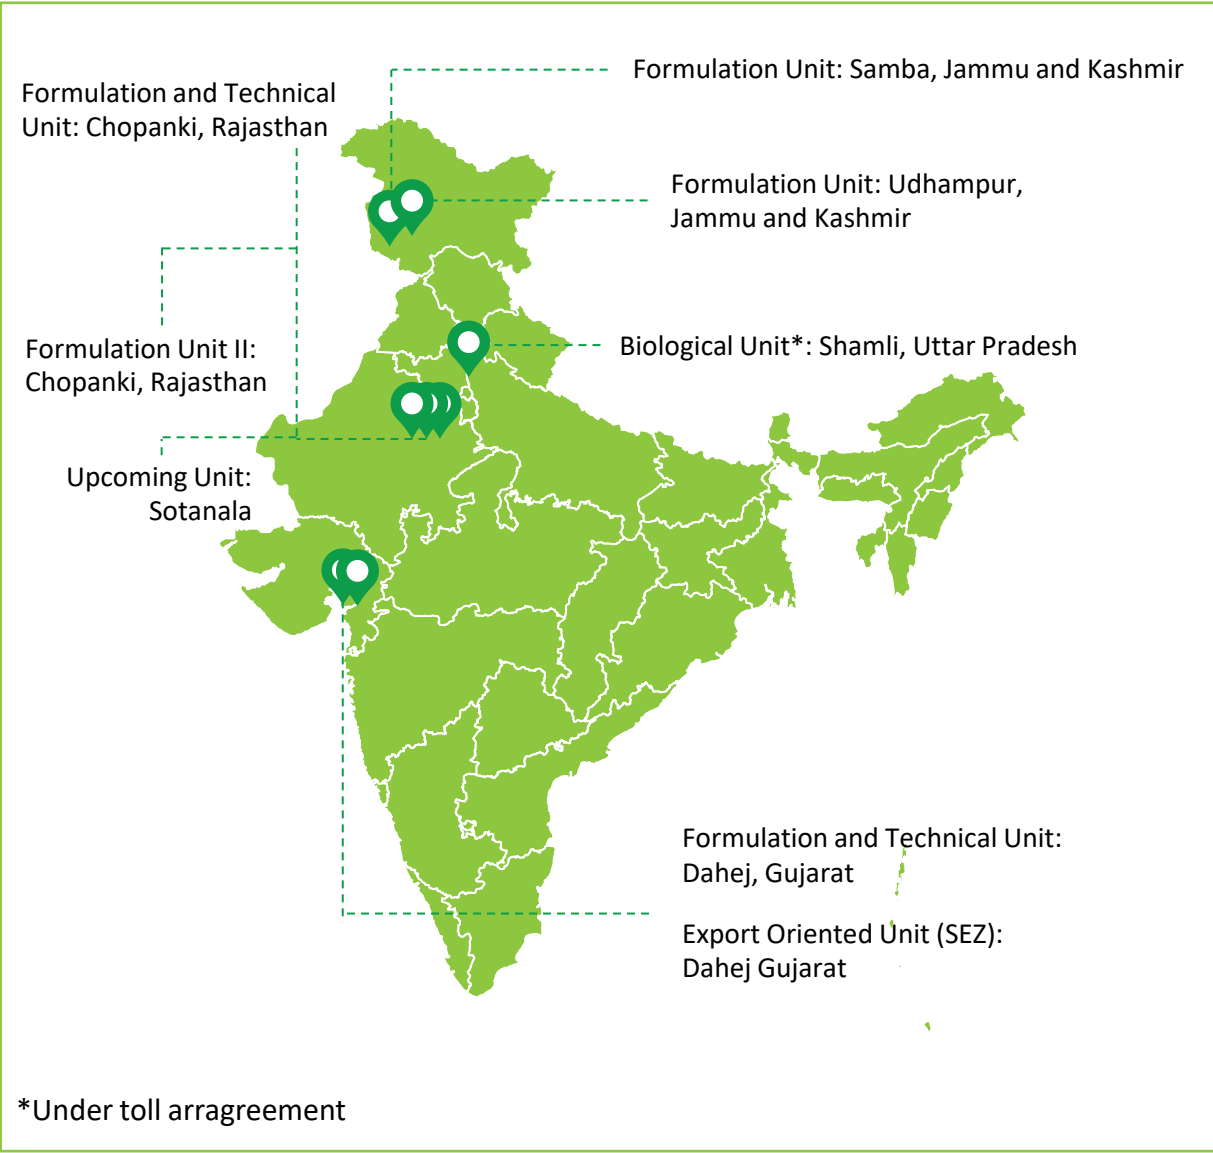 Formulation Unit: Samba, Jammu and Kashmir
Formulation and Technical
Unit: Chopanki, Rajasthan
Formulation Unit: Udhampur,
Jammu and Kashmir
Formulation Unit II:
Chopanki, Rajasthan
Biological Unit*: Shamli, Uttar Pradesh
Upcoming Unit:
Sotanala
Formulation and Technical Unit:
Dahej, Gujarat
Export Oriented Unit (SEZ):
Dahej Gujarat
*Under toll arragreement